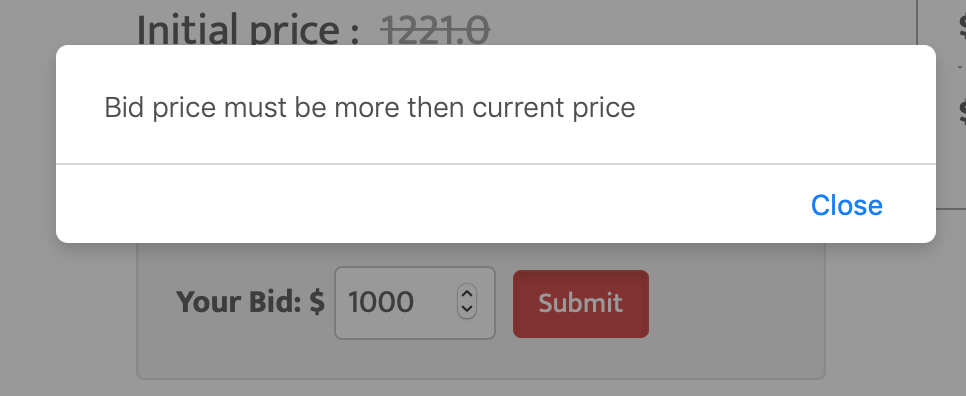 Initial price : 1221.0
Bid price must be more then current price
Close
Your Bid: $ 1000 Submit